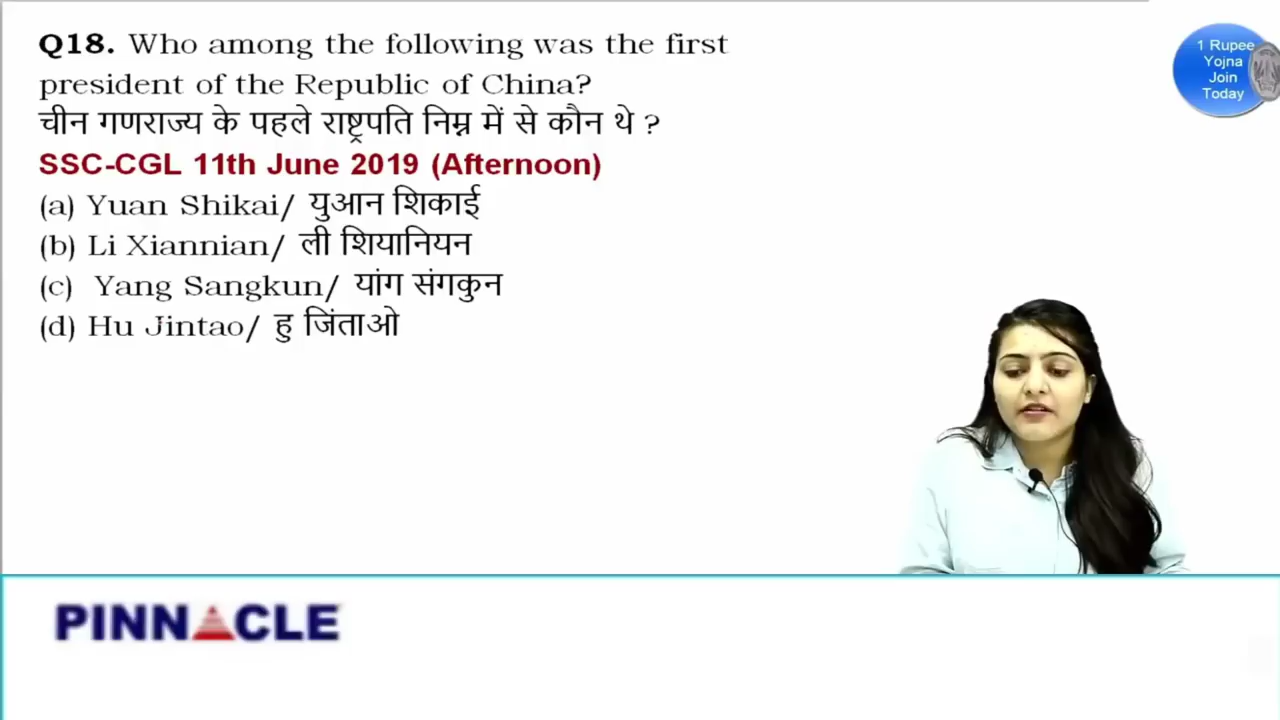 Q18. Who among the following was the first
president of the Republic of China?
चीन गणराज्य के पहले राष्ट्रपति निम्न में से कौन थे ?
SSC-CGL 11th June 2019 (Afternoon)
(a) Yuan Shikai/ युआन शिकाई
(b) Li Xiannian/ ली शियानियन
(c) Yang Sangkun/ यांग संगकुन
(d) Hu Jintao/ हु जिंताओ
1 Rupee
Yojna
Join
Today
PINNACLE